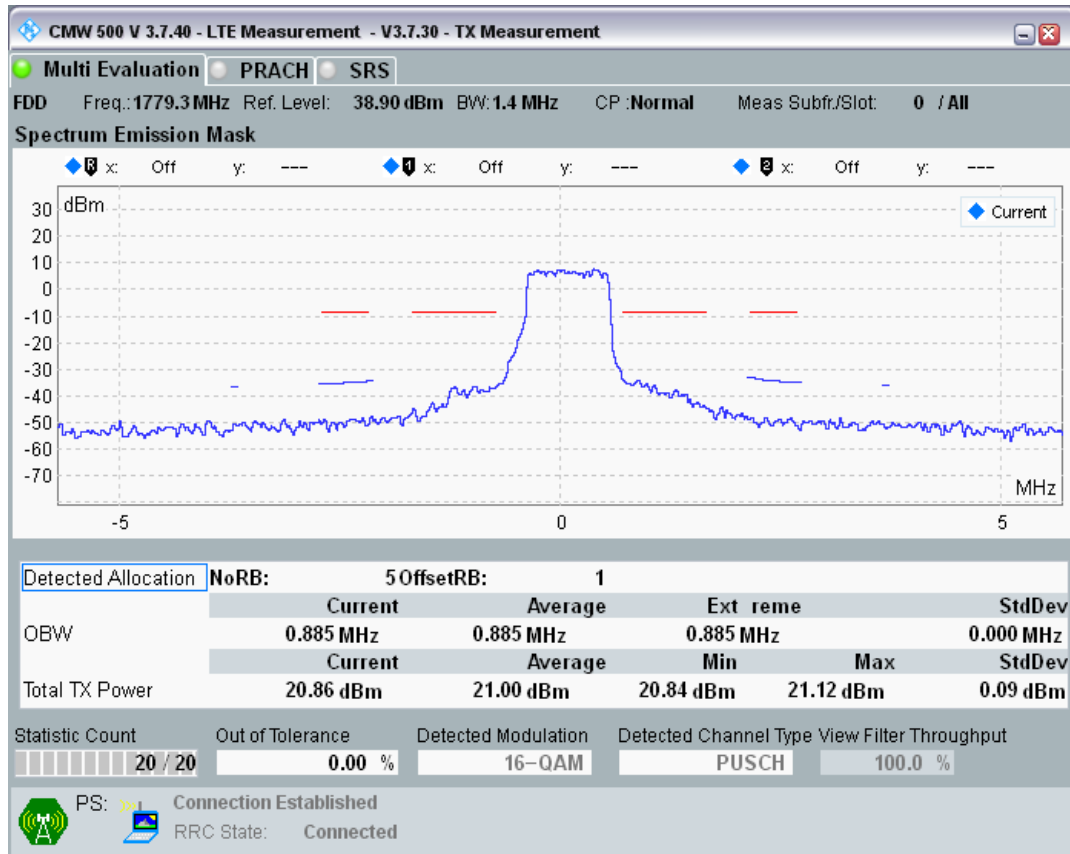 CMW 500 V 3.7.40 - LTE Measurement - V3.7.30 - TX Measurement
Multi Evaluation PRACH SRS
FDD Freq.: 1779.3 MHz Ref. Level: 38.90 dBm BW: 1.4 MHz CP : Normal Meas Subfr./Slot: 0 / All
Spectrum Emission Mask
R x: Off y: --- 1 x: Off y: --- 2 x: Off y: ---
dBm
Current
30
20
10
0
-10
-20
-30
-40
-50
-60
-70
MHz
-5 0 5
Detected Allocation NoRB: 5 OffsetRB: 1
Current Average Ext reme StdDev
OBW 0.885 MHz 0.885 MHz 0.885 MHz 0.000 MHz
Current Average Min Max StdDev
Total TX Power 20.86 dBm 21.00 dBm 20.84 dBm 21.12 dBm 0.09 dBm
Statistic Count Out of Tolerance Detected Modulation Detected Channel Type View Filter Throughput
20 / 20 0.00 % 16-QAM PUSCH 100.0 %
PS: Connection Established
RRC State: Connected